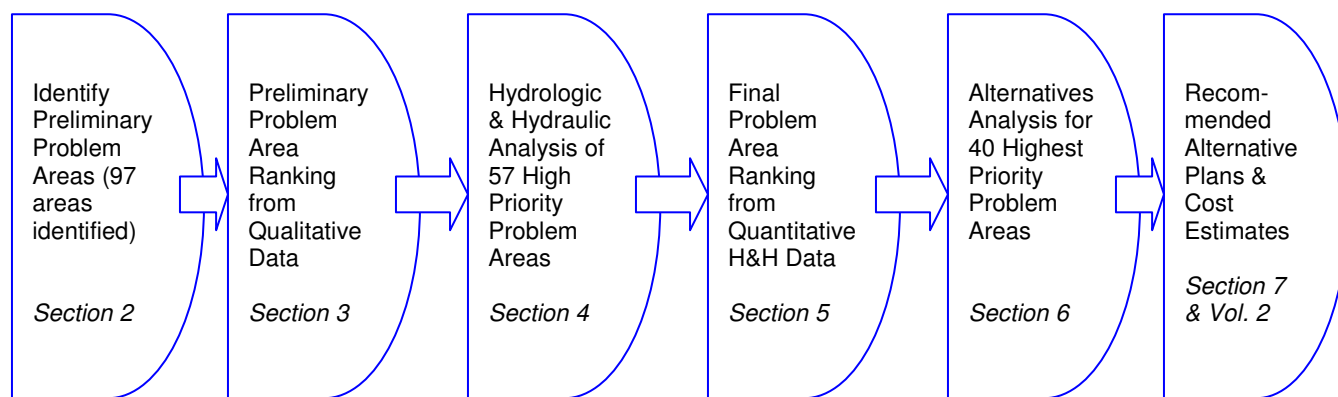 Identify
Preliminary
Problem
Areas (97
areas
identified)
Section 2
Preliminary
Problem
Area
Ranking
from
Qualitative
Data
Section 3
Hydrologic
& Hydraulic
Analysis of
57 High
Priority
Problem
Areas
Section 4
Final
Problem
Area
Ranking
from
Quantitative
H&H Data
Section 5
Alternatives
Analysis for
40 Highest
Priority
Problem
Areas
Section 6
Recom-
mended
Alternative
Plans &
Cost
Estimates
Section 7
& Vol. 2